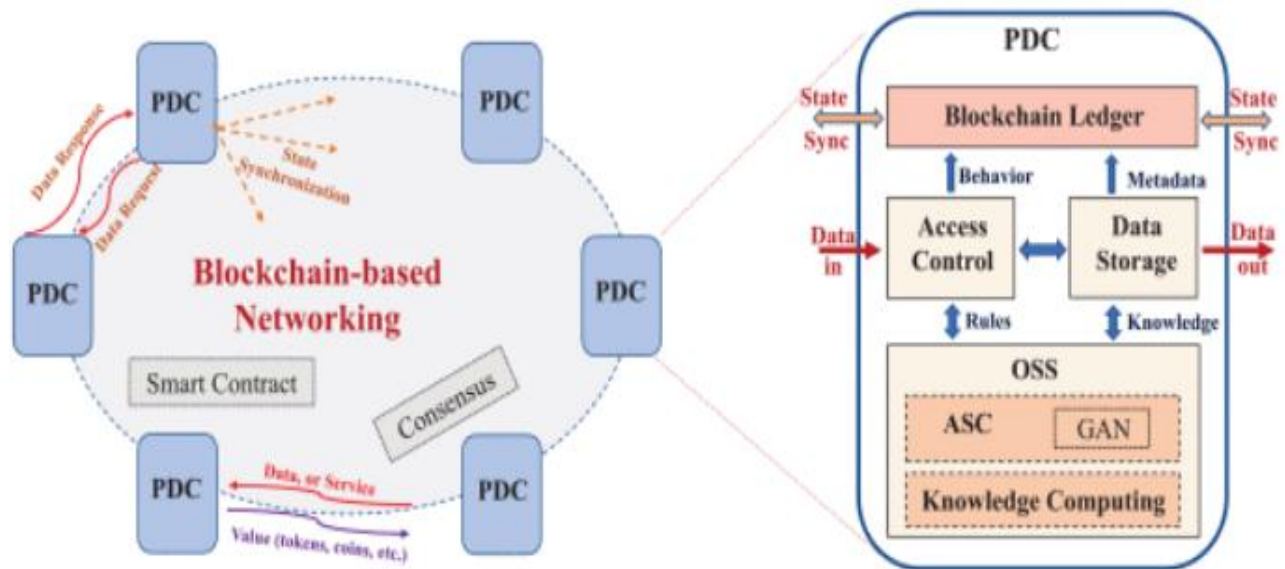 PDC
PDC
Data Response
Data Request
State
Synchronization
PDC
PDC
Blockchain-based
Networking
Smart Contract
Consensus
PDC
PDC
Data, or Service
Value (tokens, coins, etc.)
PDC
State
Sync
Blockchain Ledger
State
Sync
Behavior
Metadata
Data
in
Access
Control
Data
Storage
Data
out
Rules
Knowledge
OSS
ASC
GAN
Knowledge Computing